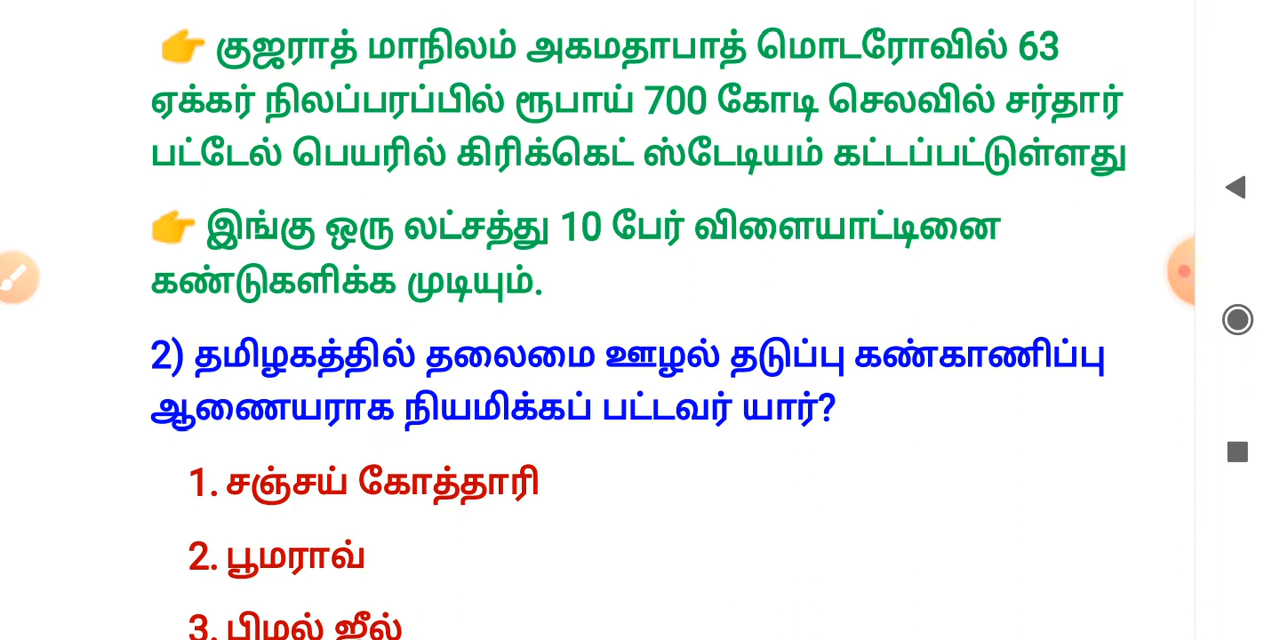 👉 குஜராத் மாநிலம் அகமதாபாத் மொடரோவில் 63
ஏக்கர் நிலப்பரப்பில் ரூபாய் 700 கோடி செலவில் சர்தார்
பட்டேல் பெயரில் கிரிக்கெட் ஸ்டேடியம் கட்டப்பட்டுள்ளது
👉 இங்கு ஒரு லட்சத்து 10 பேர் விளையாட்டினை
கண்டுகளிக்க முடியும்.
2) தமிழகத்தில் தலைமை ஊழல் தடுப்பு கண்காணிப்பு
ஆணையராக நியமிக்கப் பட்டவர் யார்?
1. சஞ்சய் கோத்தாரி
2. பூமராவ்
3. பிமல் ஜீல்